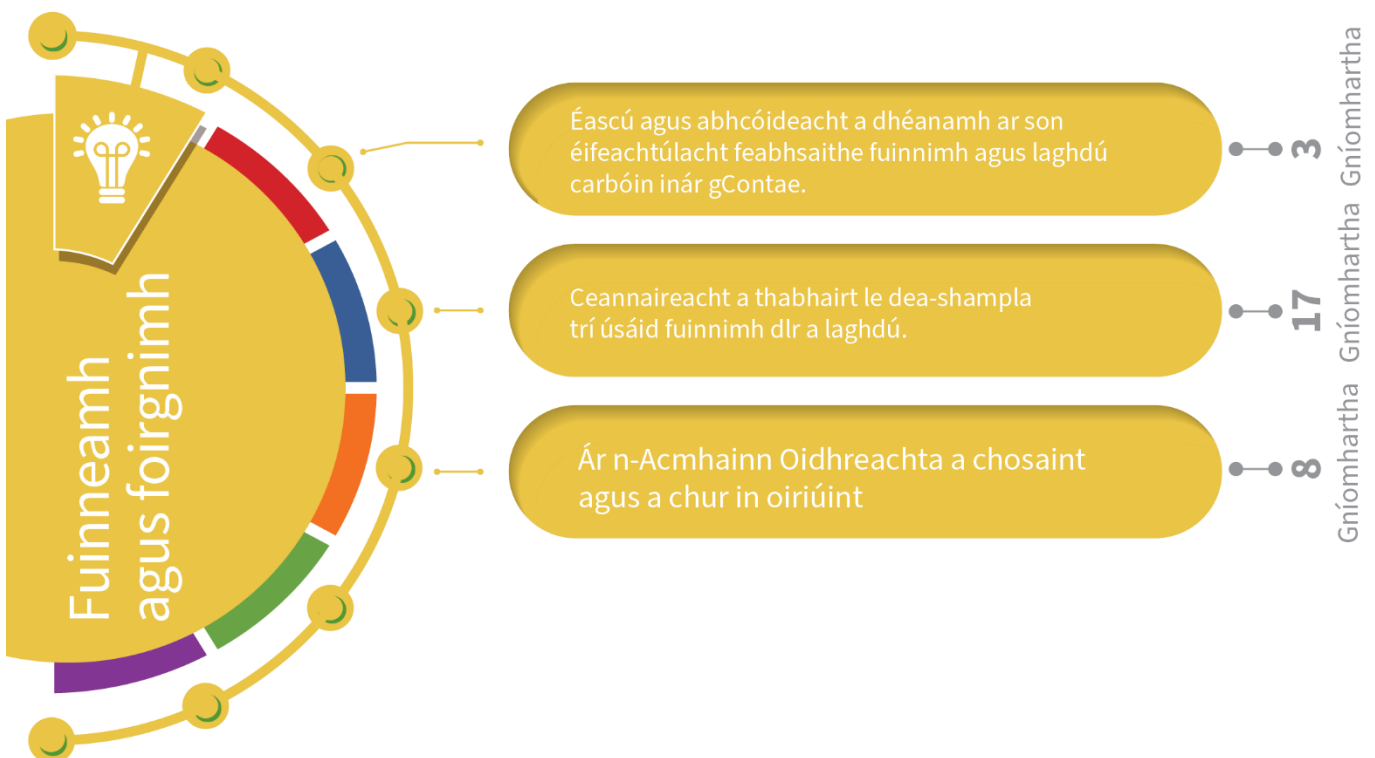 Fuinneamh
agus foirgnimh
Éascú agus abhcóideacht a dhéanamh ar son
éifeachtúlacht feabhsaithe fuinnimh agus laghdú
carbóin inár gContae.
3 Gníomhartha
Ceannaireacht a thabhairt le dea-shampla
trí úsáid fuinnimh dlr a laghdú.
17 Gníomhartha
Ár n-Acmhainn Oidhreachta a chosaint
agus a chur in oiriúint
8 Gníomhartha